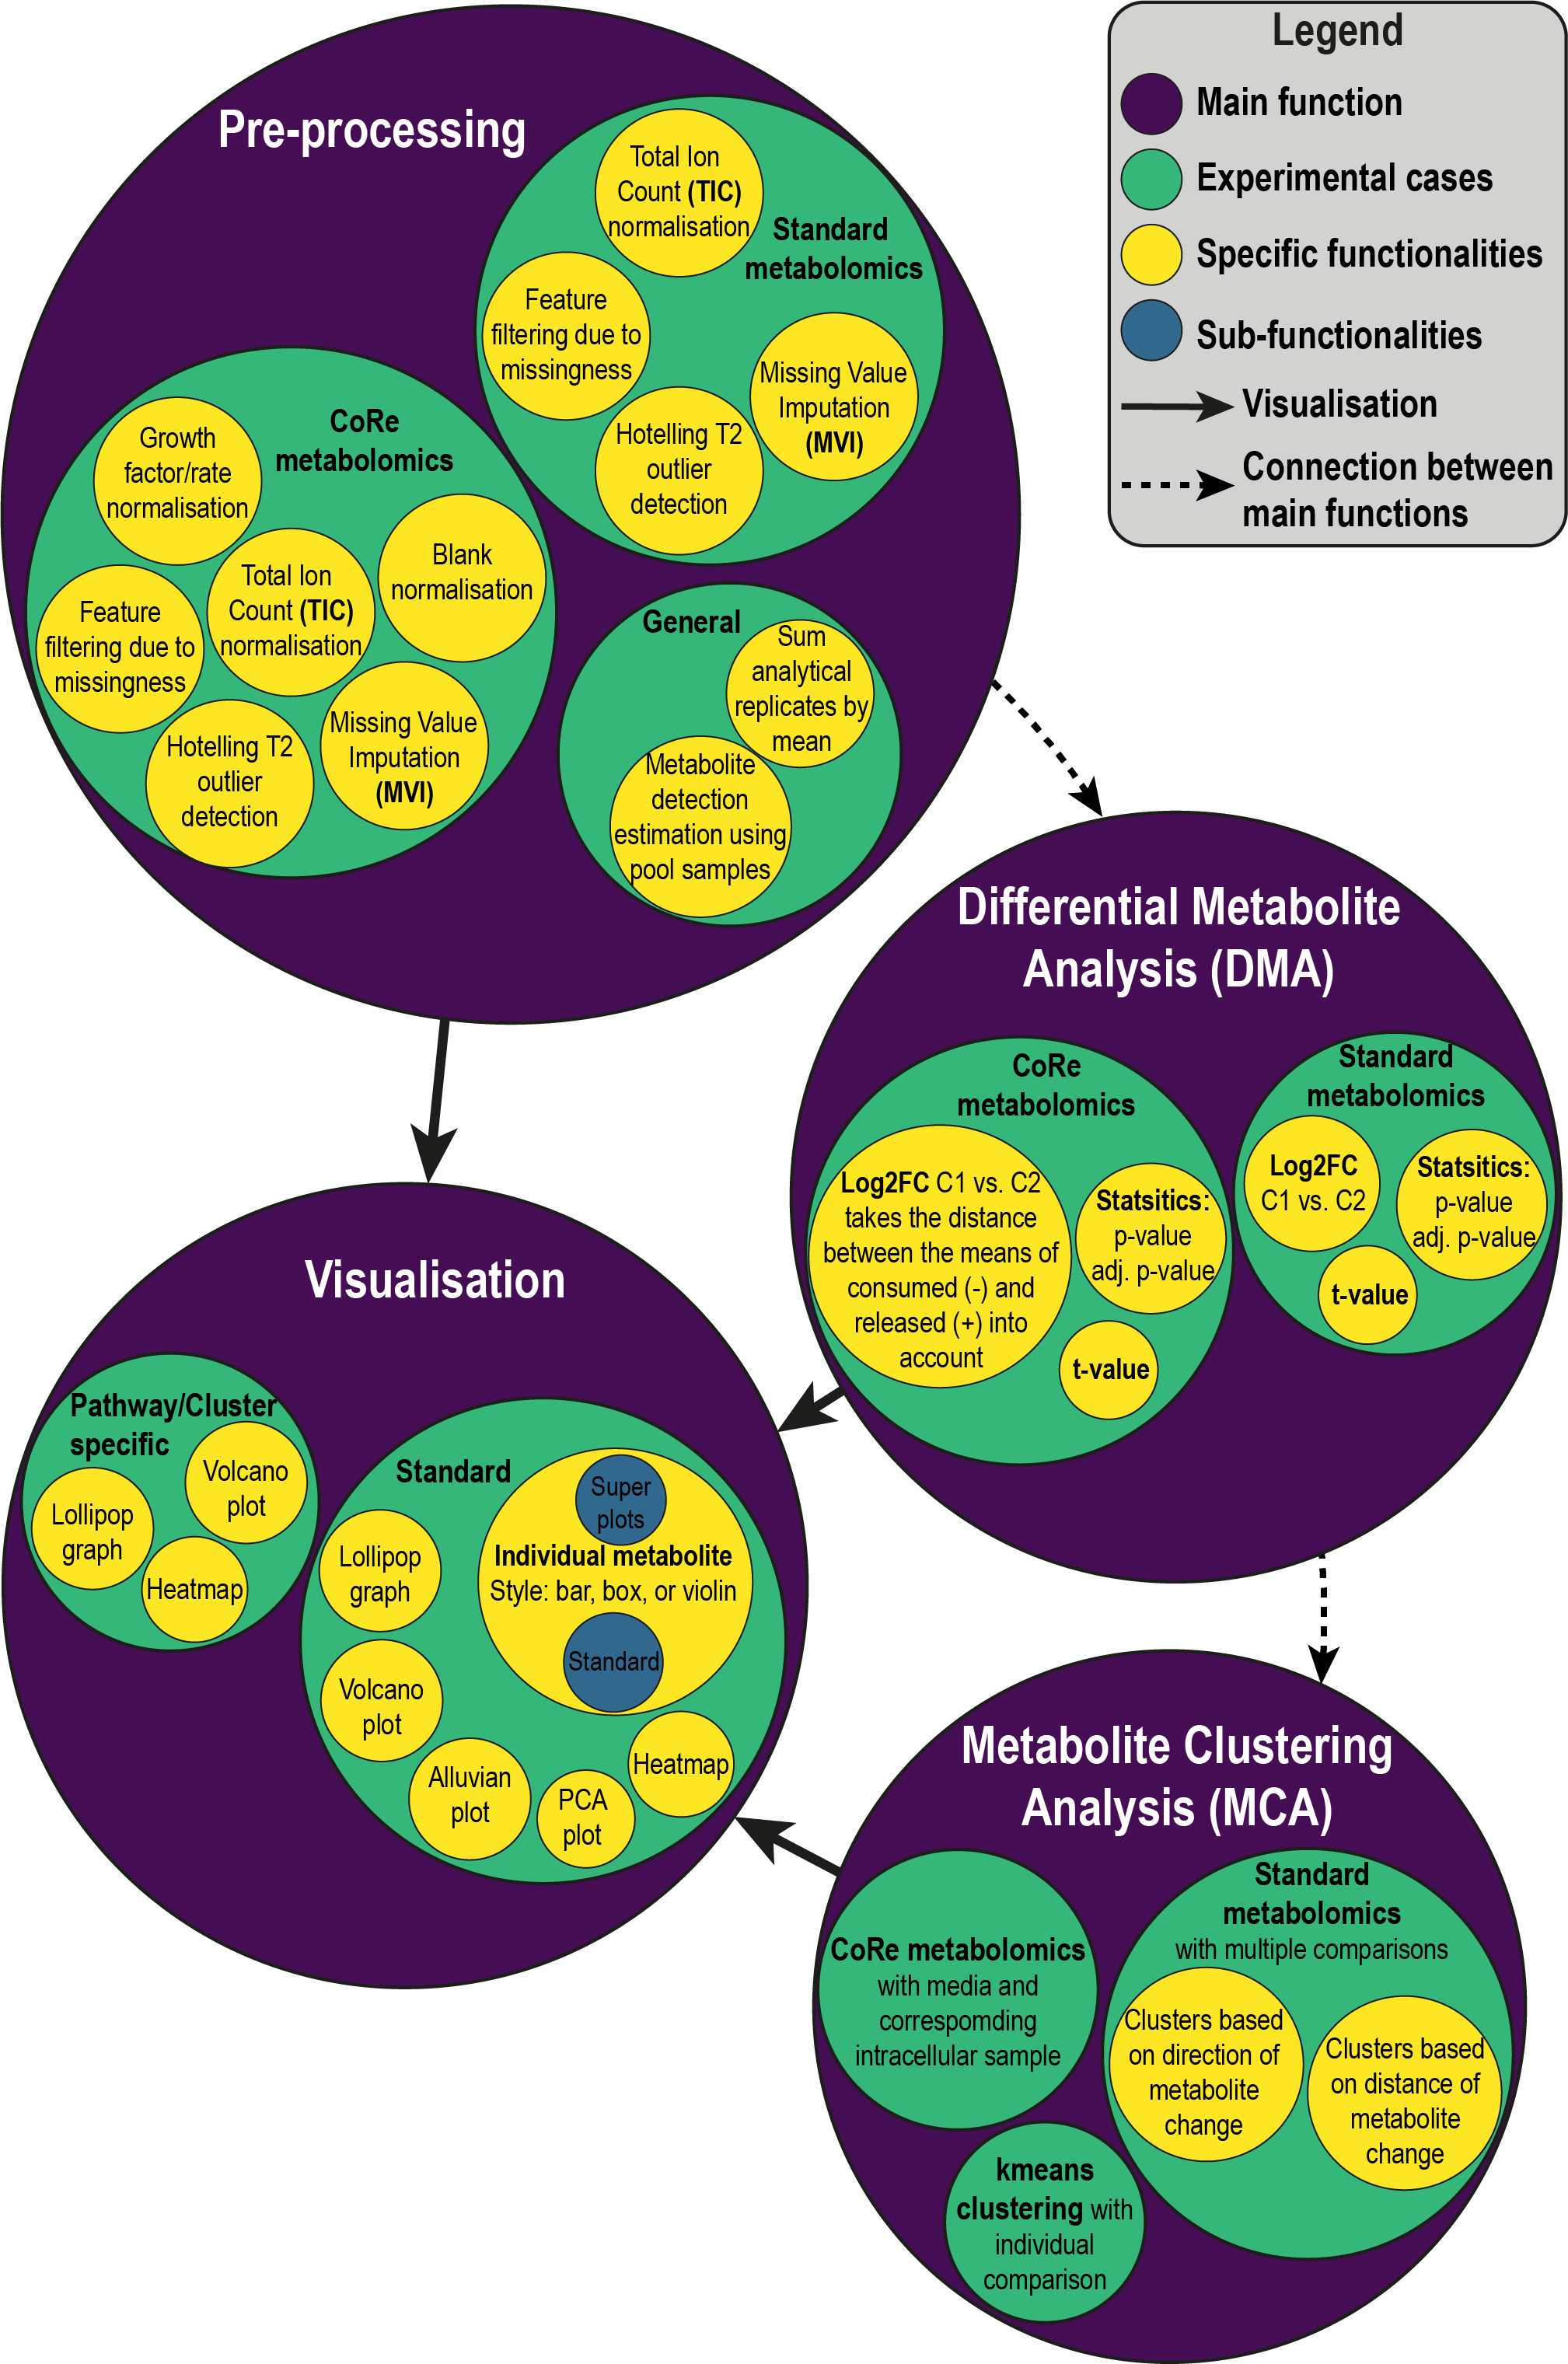 Legend
Main function
Experimental cases
Specific functionalities
Sub-functionalities
Visualisation
Connection between
main functions
Pre-processing
Standard
metabolomics
Total Ion
Count (TIC)
normalisation
Feature
filtering due to
missingness
Missing Value
Imputation
(MVI)
Hotelling T2
outlier
detection
CoRe
metabolomics
Growth
factor/rate
normalisation
Blank
normalisation
Total Ion
Count (TIC)
normalisation
Feature
filtering due to
missingness
Missing Value
Imputation
(MVI)
Hotelling T2
outlier
detection
General
Sum
analytical
replicates by
mean
Metabolite
detection
estimation using
pool samples
Differential Metabolite
Analysis (DMA)
CoRe
metabolomics
Log2FC C1 vs. C2
takes the distance
between the means of
consumed (-) and
released (+) into
account
Statsitics:
p-value
adj. p-value
t-value
Standard
metabolomics
Log2FC
C1 vs. C2
Statsitics:
p-value
adj. p-value
t-value
Visualisation
Pathway/Cluster
specific
Volcano
plot
Lollipop
graph
Heatmap
Standard
Super
plots
Individual metabolite
Style: bar, box, or violin
Standard
Lollipop
graph
Volcano
plot
Alluvian
plot
PCA
plot
Heatmap
Metabolite Clustering
Analysis (MCA)
CoRe metabolomics
with media and
correspomding
intracellular sample
Standard
metabolomics
with multiple comparisons
Clusters based
on direction of
metabolite
change
Clusters based
on distance of
metabolite
change
kmeans
clustering with
individual
comparison